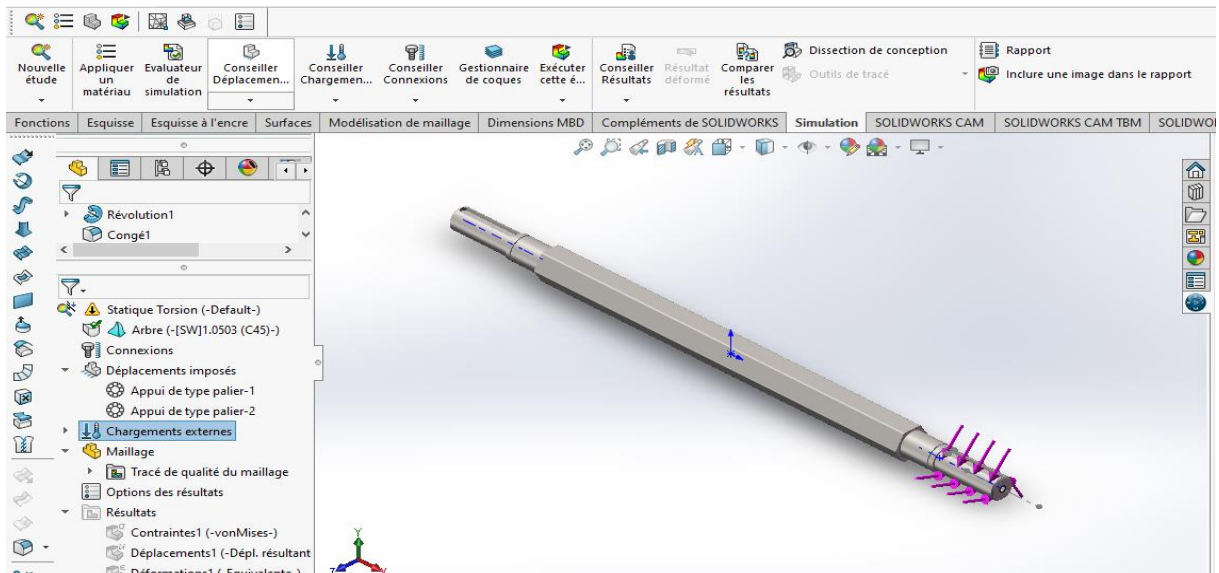 Nouvelle étude
Appliquer un matériau
Evaluateur de simulation
Conseiller Déplacemen...
Conseiller Chargemen...
Conseiller Connexions
Gestionnaire de coques
Exécuter cette é...
Conseiller Résultats
Résultat déformé
Comparer les résultats
Dissection de conception
Outils de tracé
Rapport
Inclure une image dans le rapport
Fonctions
Esquisse
Esquisse à l'encre
Surfaces
Modélisation de maillage
Dimensions MBD
Compléments de SOLIDWORKS
Simulation
SOLIDWORKS CAM
SOLIDWORKS CAM TBM
SOLIDWO
Révolution1
Congé1
Statique Torsion (-Default-)
Arbre (-[SW]1.0503 (C45)-)
Connexions
Déplacements imposés
Appui de type palier-1
Appui de type palier-2
Chargements externes
Maillage
Tracé de qualité du maillage
Options des résultats
Résultats
Contraintes1 (-vonMises-)
Déplacements1 (-Dépl. résultant
Déformations1 (-Equivalente-)
Y
Z
X